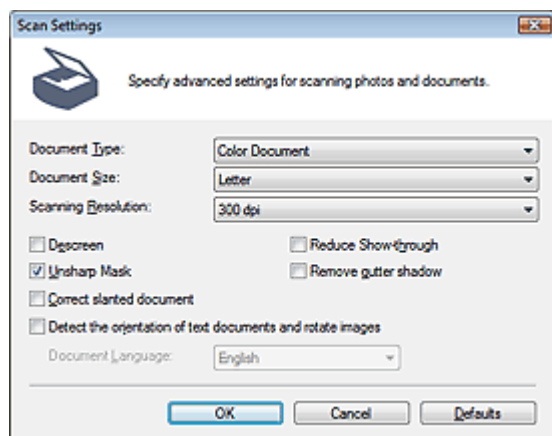 Scan Settings
Specify advanced settings for scanning photos and documents.
Document Type: Color Document
Document Size: Letter
Scanning Resolution: 300 dpi
Descreen Reduce Show-through
Unsharp Mask Remove gutter shadow
Correct slanted document
Detect the orientation of text documents and rotate images
Document Language: English
OK Cancel Defaults